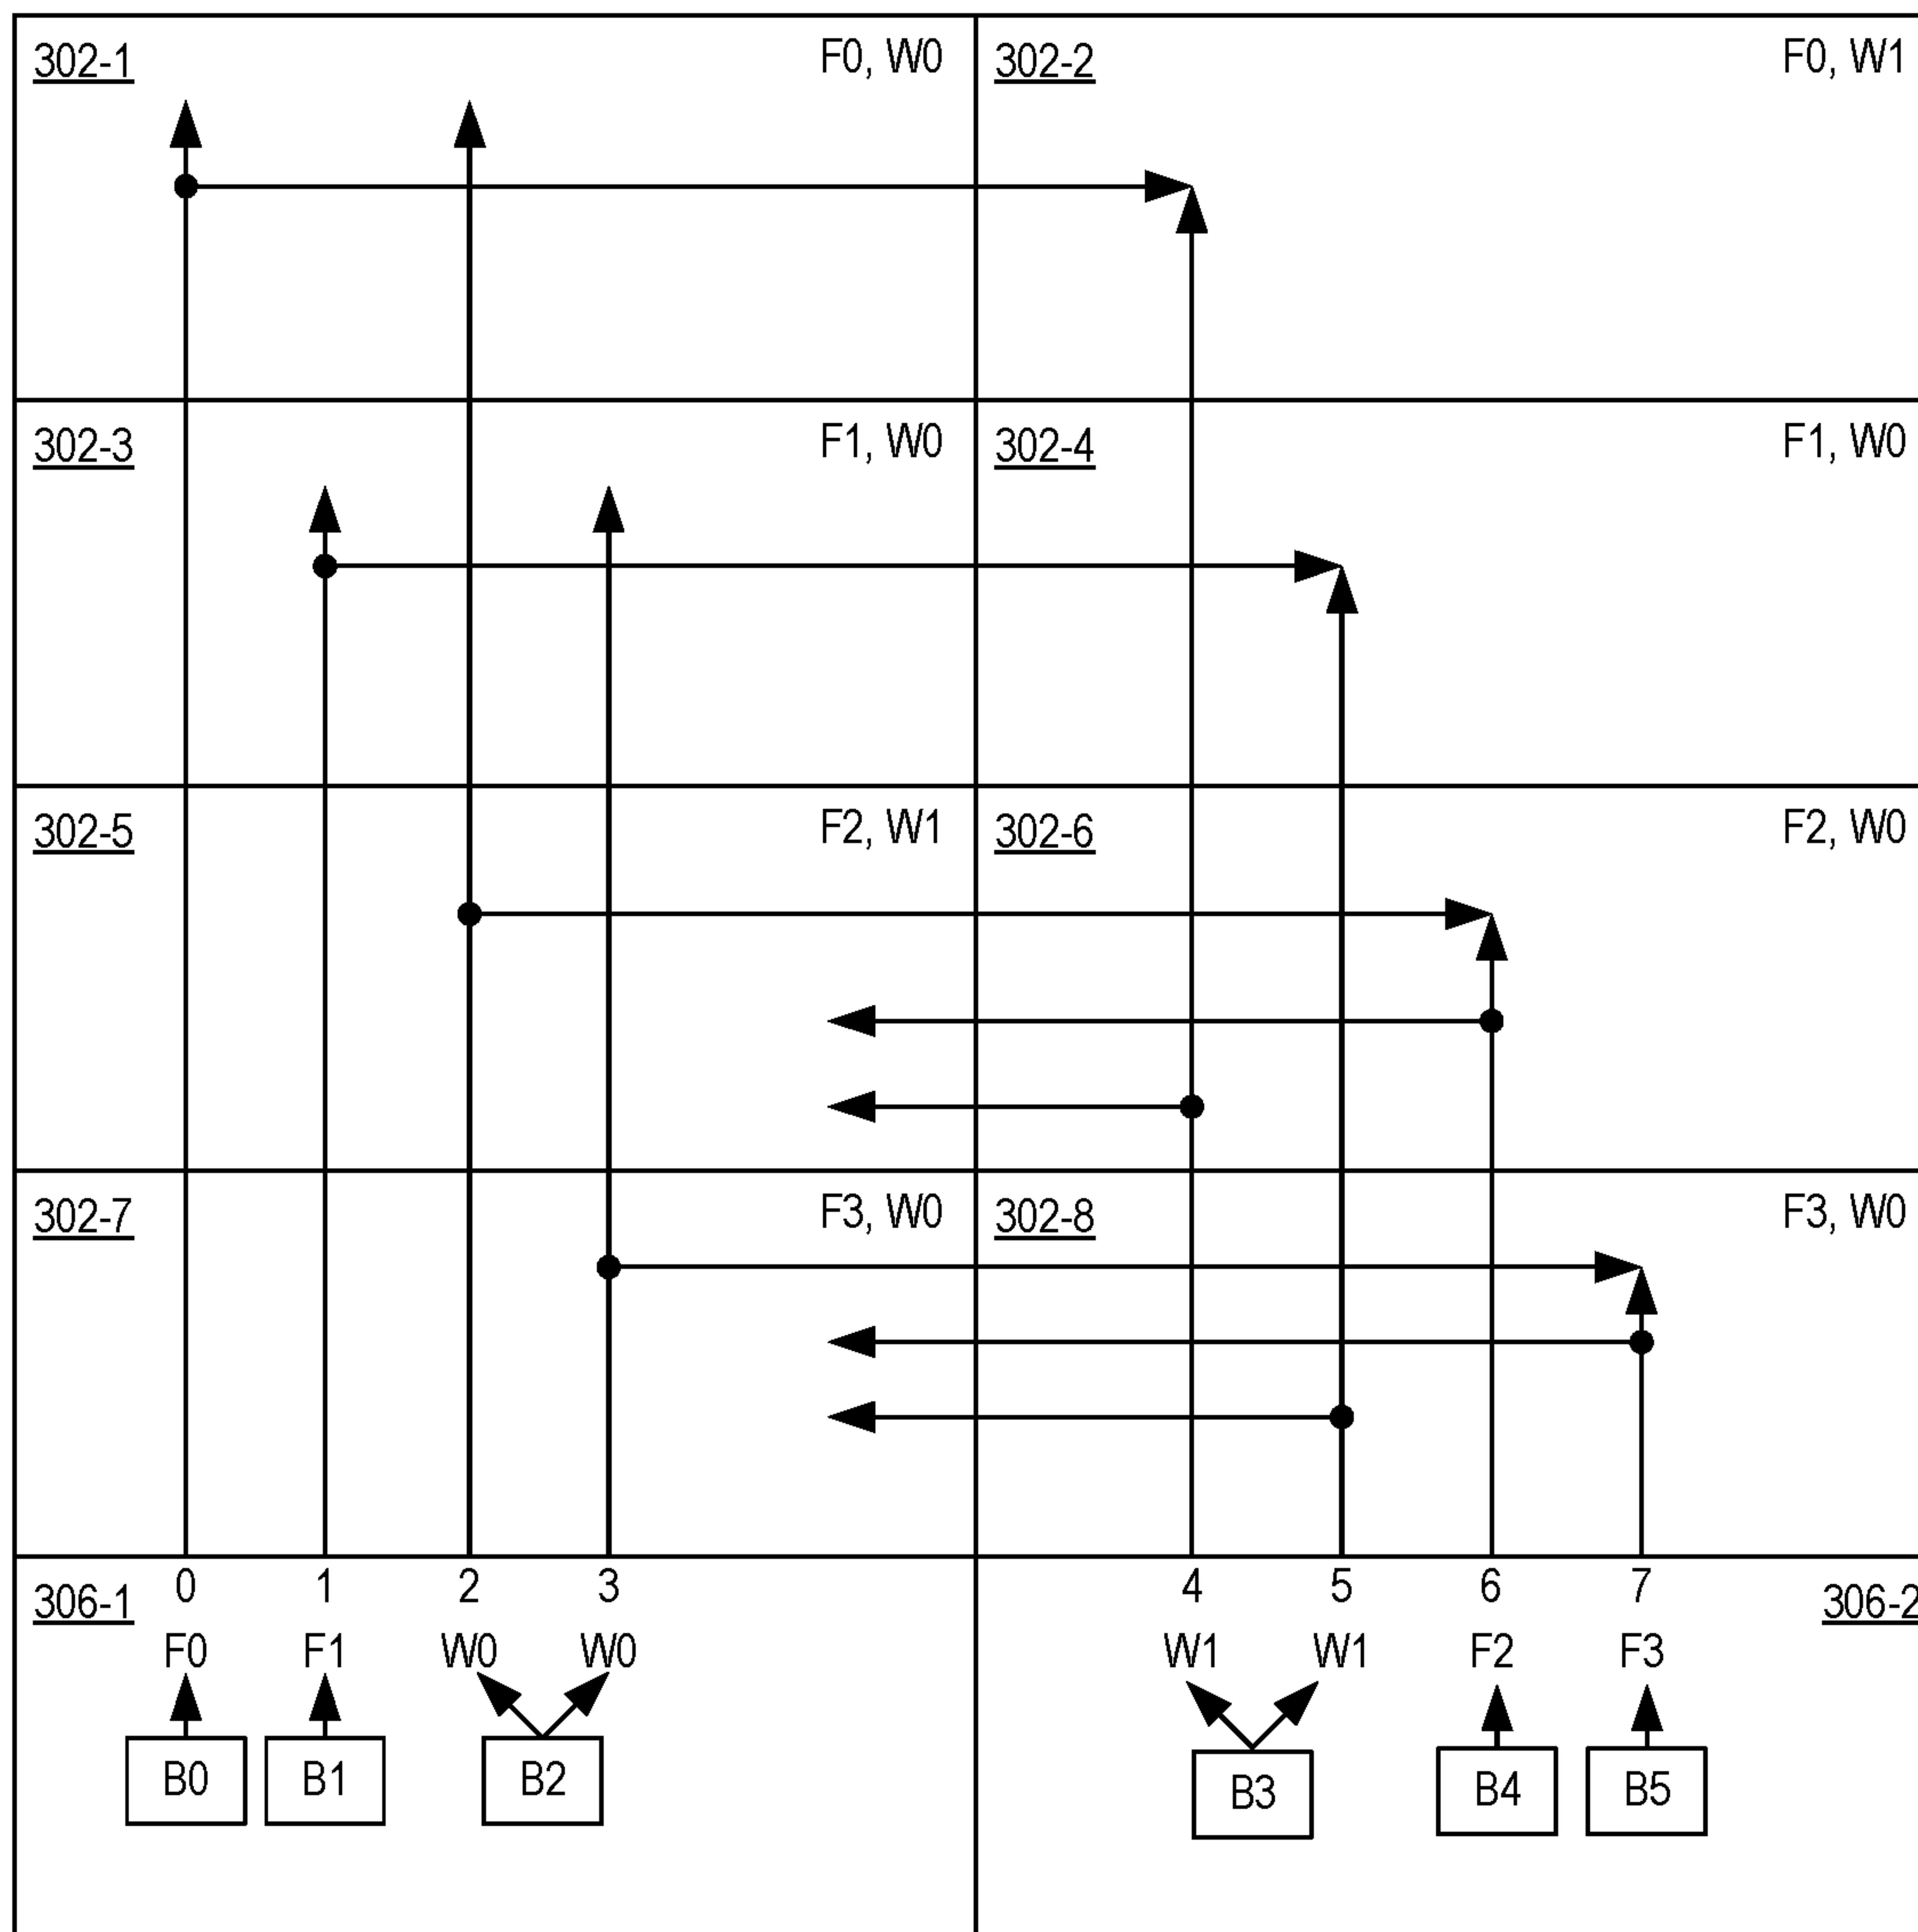 302-1 F0, W0 302-2 F0, W1
302-3 F1, W0 302-4 F1, W0
302-5 F2, W1 302-6 F2, W0
302-7 F3, W0 302-8 F3, W0
306-1 0 1 2 3 4 5 6 7 306-2
F0 F1 W0 W0 W1 W1 F2 F3
B0 B1 B2 B3 B4 B5